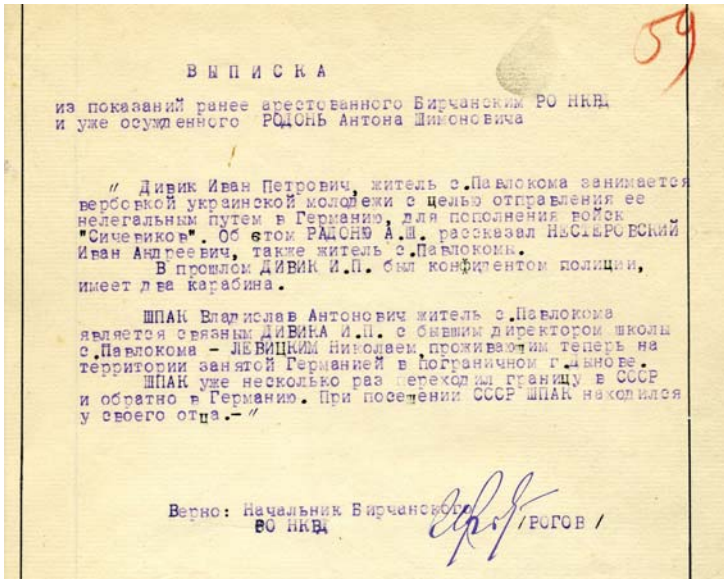 59
ВЫПИСКА
из показаний ранее арестованного Бирчанским РО НКВД
и уже осужденного РОДОНЬ Антона Шимоновича
" Дивик Иван Петрович, житель с.Павлокома занимается
вербовкой украинской молодежи с целью отправления ее
нелегальным путем в Германию, для пополнения войск
"Сичевиков". Об етом РАДОНЮ А.Ш. рассказал НЕСТЕРОВСКИЙ
Иван Андреевич, также житель с.Павлокомы.
В прошлом ДИВИК И.П. был конфидентом полиции,
имеет два карабина.
ШПАК Владислав Антонович житель с.Павлокома
является связным ДИВИКА И.П. с бывшим директором школы
с.Павлокома - ЛЕВИЦКИМ Николаем,проживающим теперь на
территории занятой Германией в пограничном г.Дынове.
ШПАК уже несколько раз переходил границу в СССР
и обратно в Германию. При посещении СССР ШПАК находился
у своего отца.-"
Верно: Начальник Бирчанского
РО НКВД /РОГОВ/